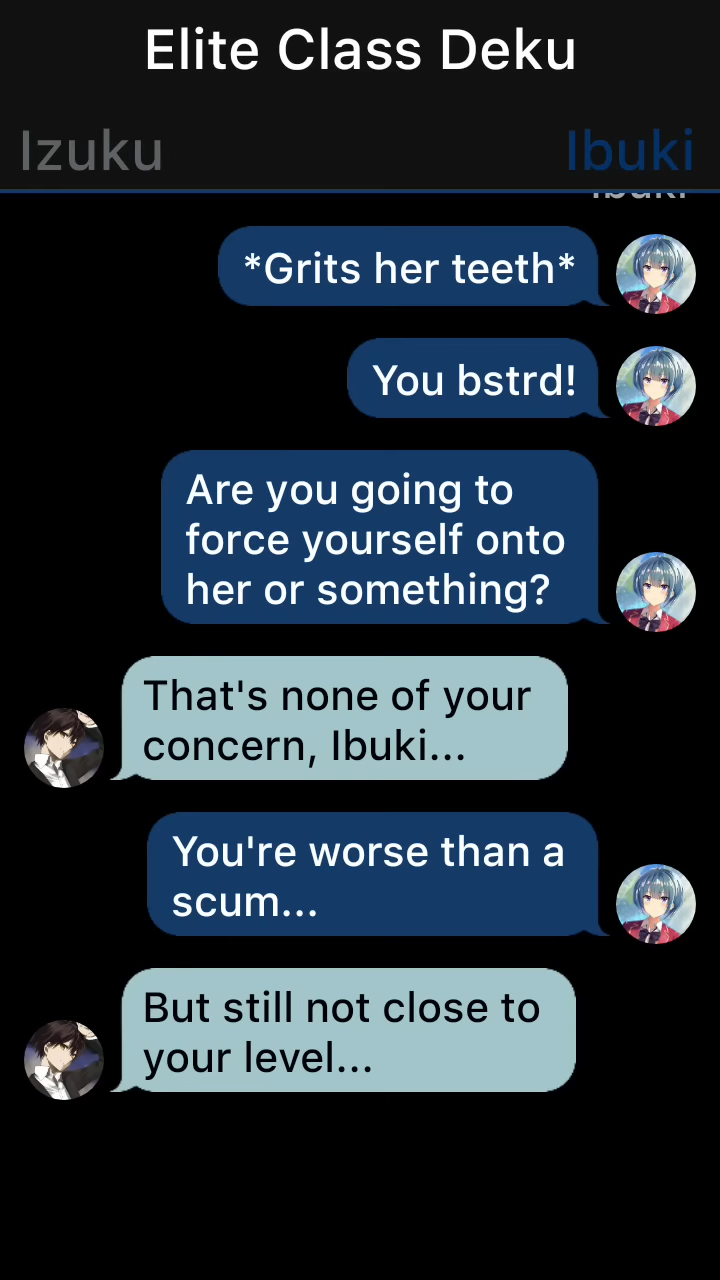 Elite Class Deku
Izuku
Ibuki
*Grits her teeth*
You bstrd!
Are you going to
force yourself onto
her or something?
That's none of your
concern, Ibuki...
You're worse than a
scum...
But still not close to
your level...